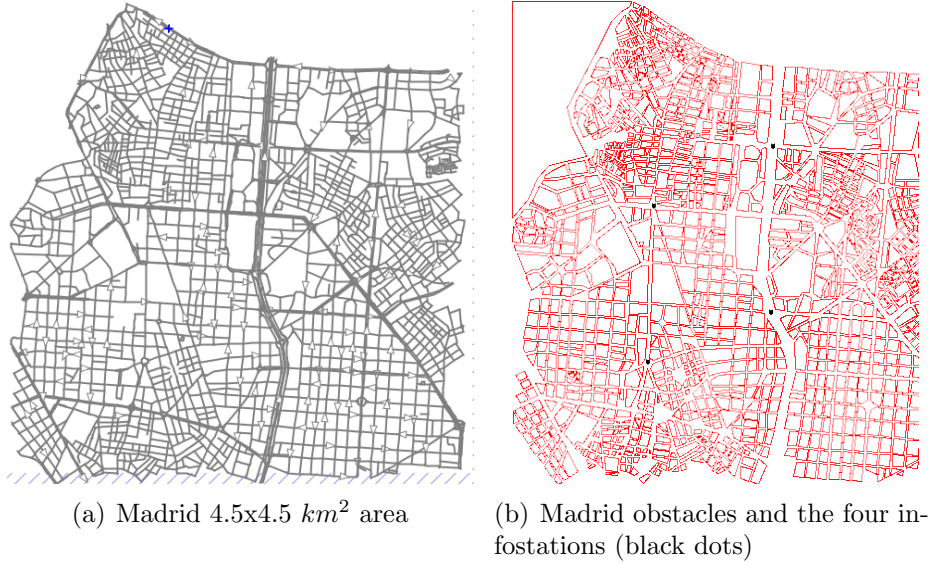 (a) Madrid 4.5x4.5 km² area
(b) Madrid obstacles and the four in-
fostations (black dots)